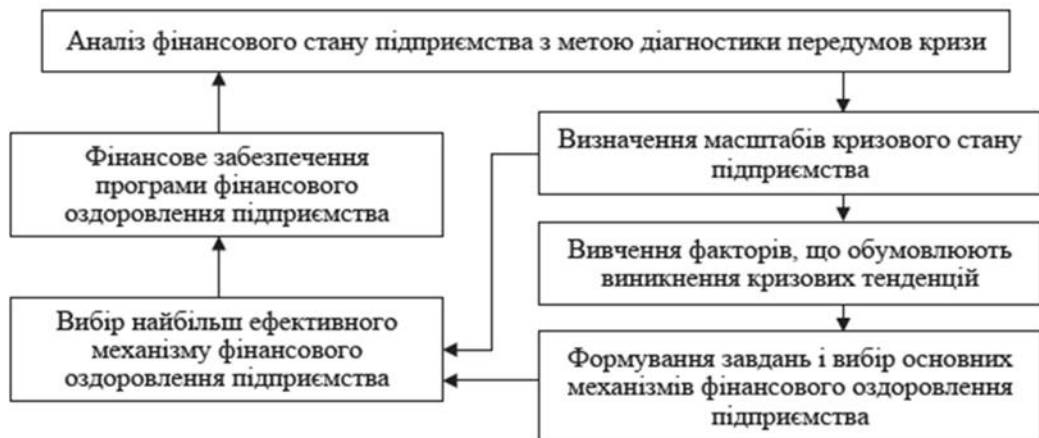 Аналіз фінансового стану підприємства з метою діагностики передумов кризи
Визначення масштабів кризового стану
підприємства
Вивчення факторів, що обумовлюють
виникнення кризових тенденцій
Формування завдань і вибір основних
механізмів фінансового оздоровлення
підприємства
Вибір найбільш ефективного
механізму фінансового
оздоровлення підприємства
Фінансове забезпечення
програми фінансового
оздоровлення підприємства